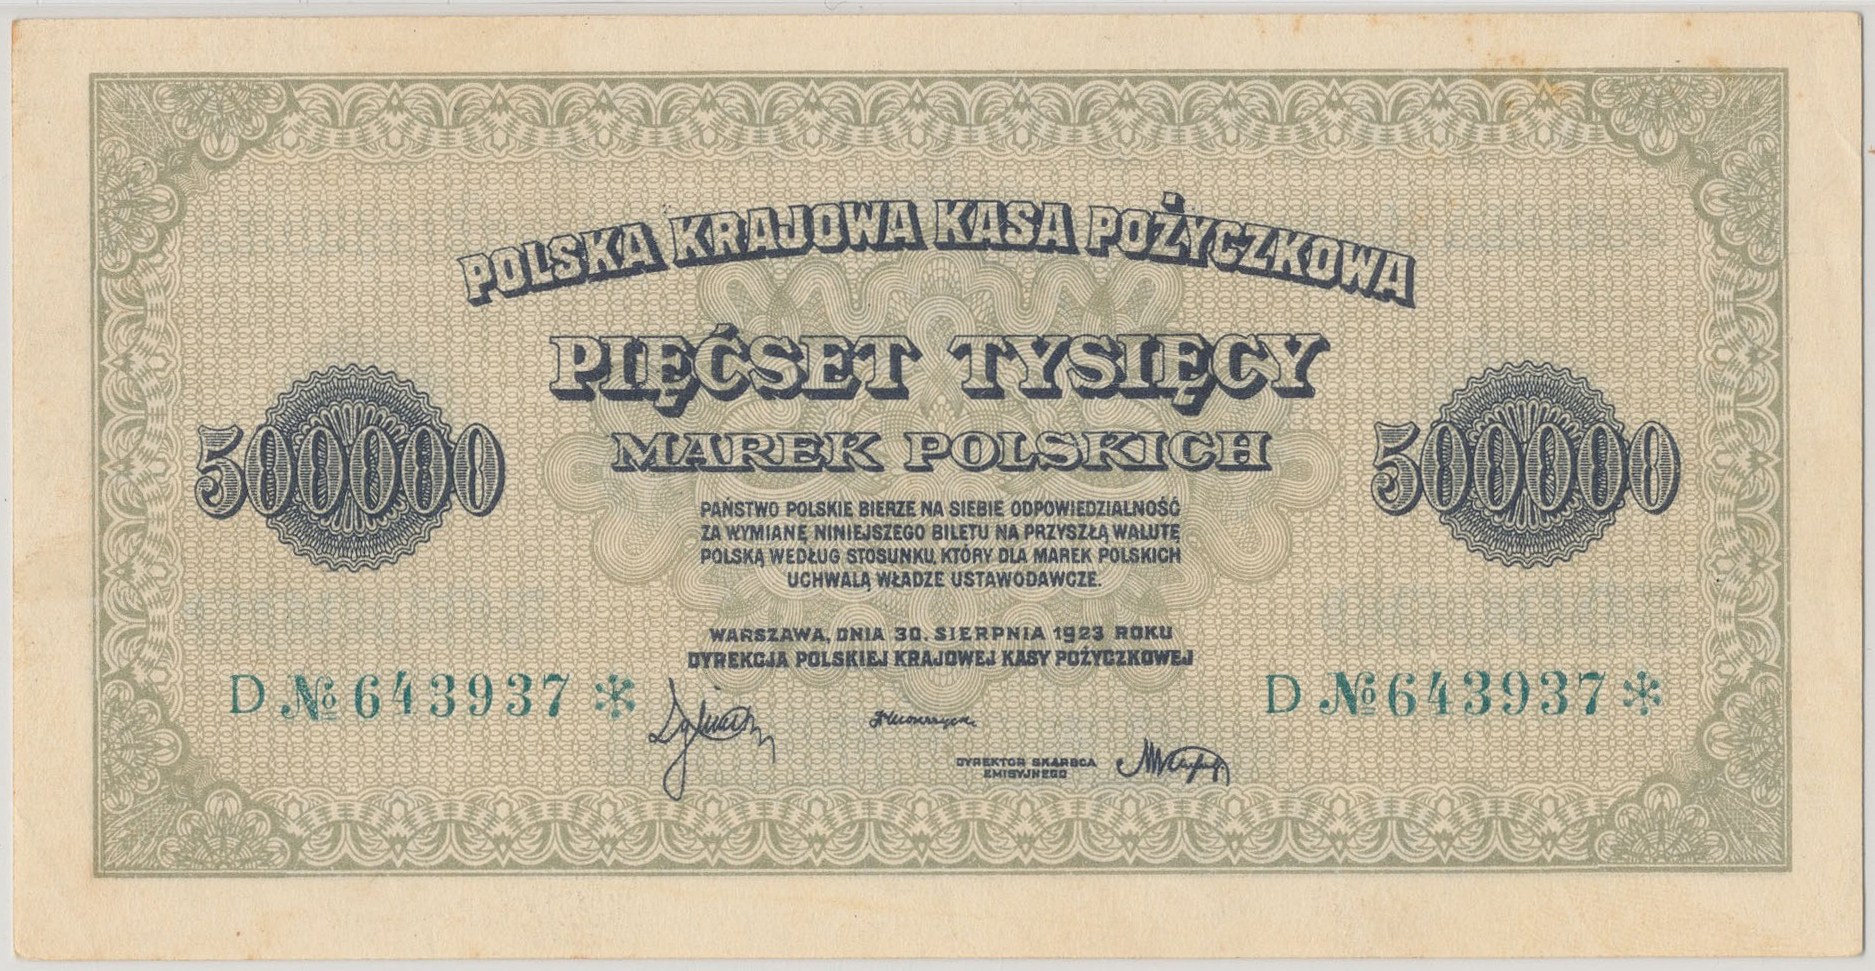 POLSKA KRAJOWA KASA POŻYCZKOWA
PIĘĆSET TYSIĘCY
MAREK POLSKICH
500000
500000
PAŃSTWO POLSKIE BIERZE NA SIEBIE ODPOWIEDZIALNOŚĆ
ZA WYMIANĘ NINIEJSZEGO BILETU NA PRZYSZŁĄ WALUTĘ
POLSKĄ WEDŁUG STOSUNKU, KTÓRY DLA MAREK POLSKICH
UCHWALĄ WŁADZE USTAWODAWCZE.
WARSZAWA, DNIA 30. SIERPNIA 1923 ROKU
DYREKCJA POLSKIEJ KRAJOWEJ KASY POŻYCZKOWEJ
D № 643937 *
D № 643937 *
DYREKTOR SKARBCA
EMISYJNEGO